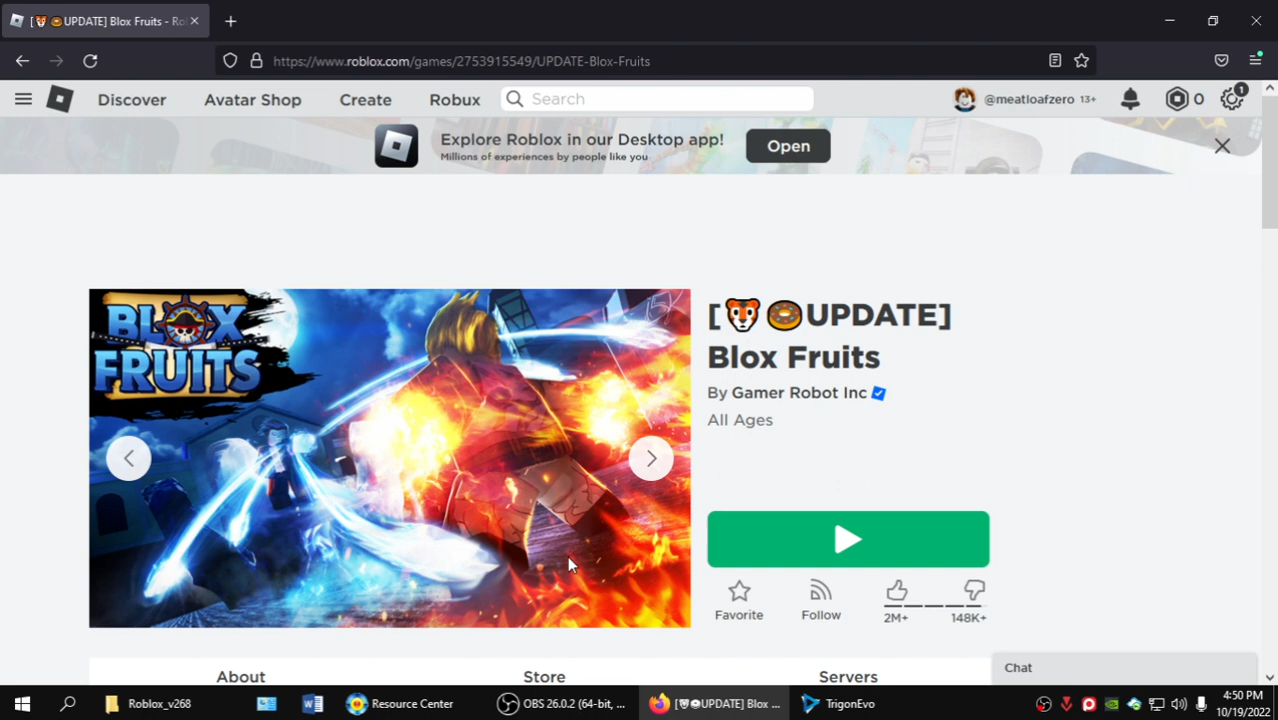 [🐯🍩UPDATE] Blox Fruits - Rob
https://www.roblox.com/games/2753915549/UPDATE-Blox-Fruits
Discover
Avatar Shop
Create
Robux
Search
@meatloafzero 13+
0
1
Explore Roblox in our Desktop app!
Millions of experiences by people like you
Open
BLOX
FRUITS
[🐯🍩UPDATE]
Blox Fruits
By Gamer Robot Inc
All Ages
Favorite
Follow
2M+
148K+
About
Store
Servers
Chat
Roblox_v268
Resource Center
OBS 26.0.2 (64-bit, ...
[🐯🍩UPDATE] Blox ...
TrigonEvo
4:50 PM
10/19/2022